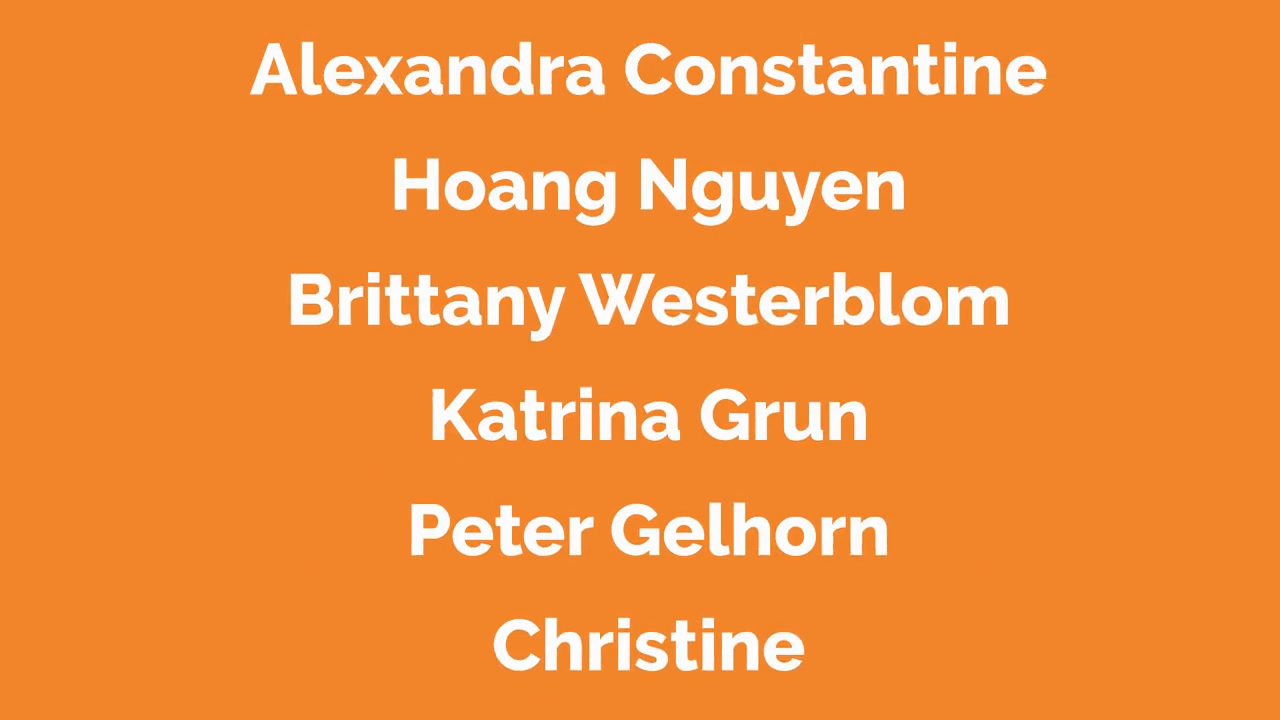 Alexandra Constantine
Hoang Nguyen
Brittany Westerblom
Katrina Grun
Peter Gelhorn
Christine